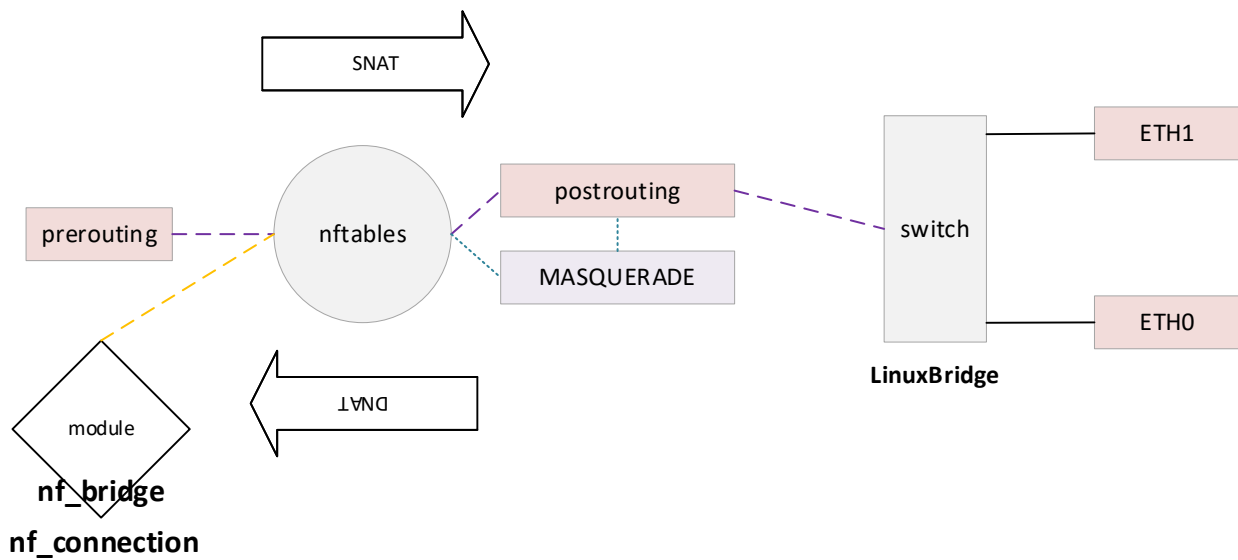 SNAT
ETH1
postrouting
prerouting
nftables
switch
MASQUERADE
ETH0
LinuxBridge
DNAT
module
nf_bridge
nf_connection